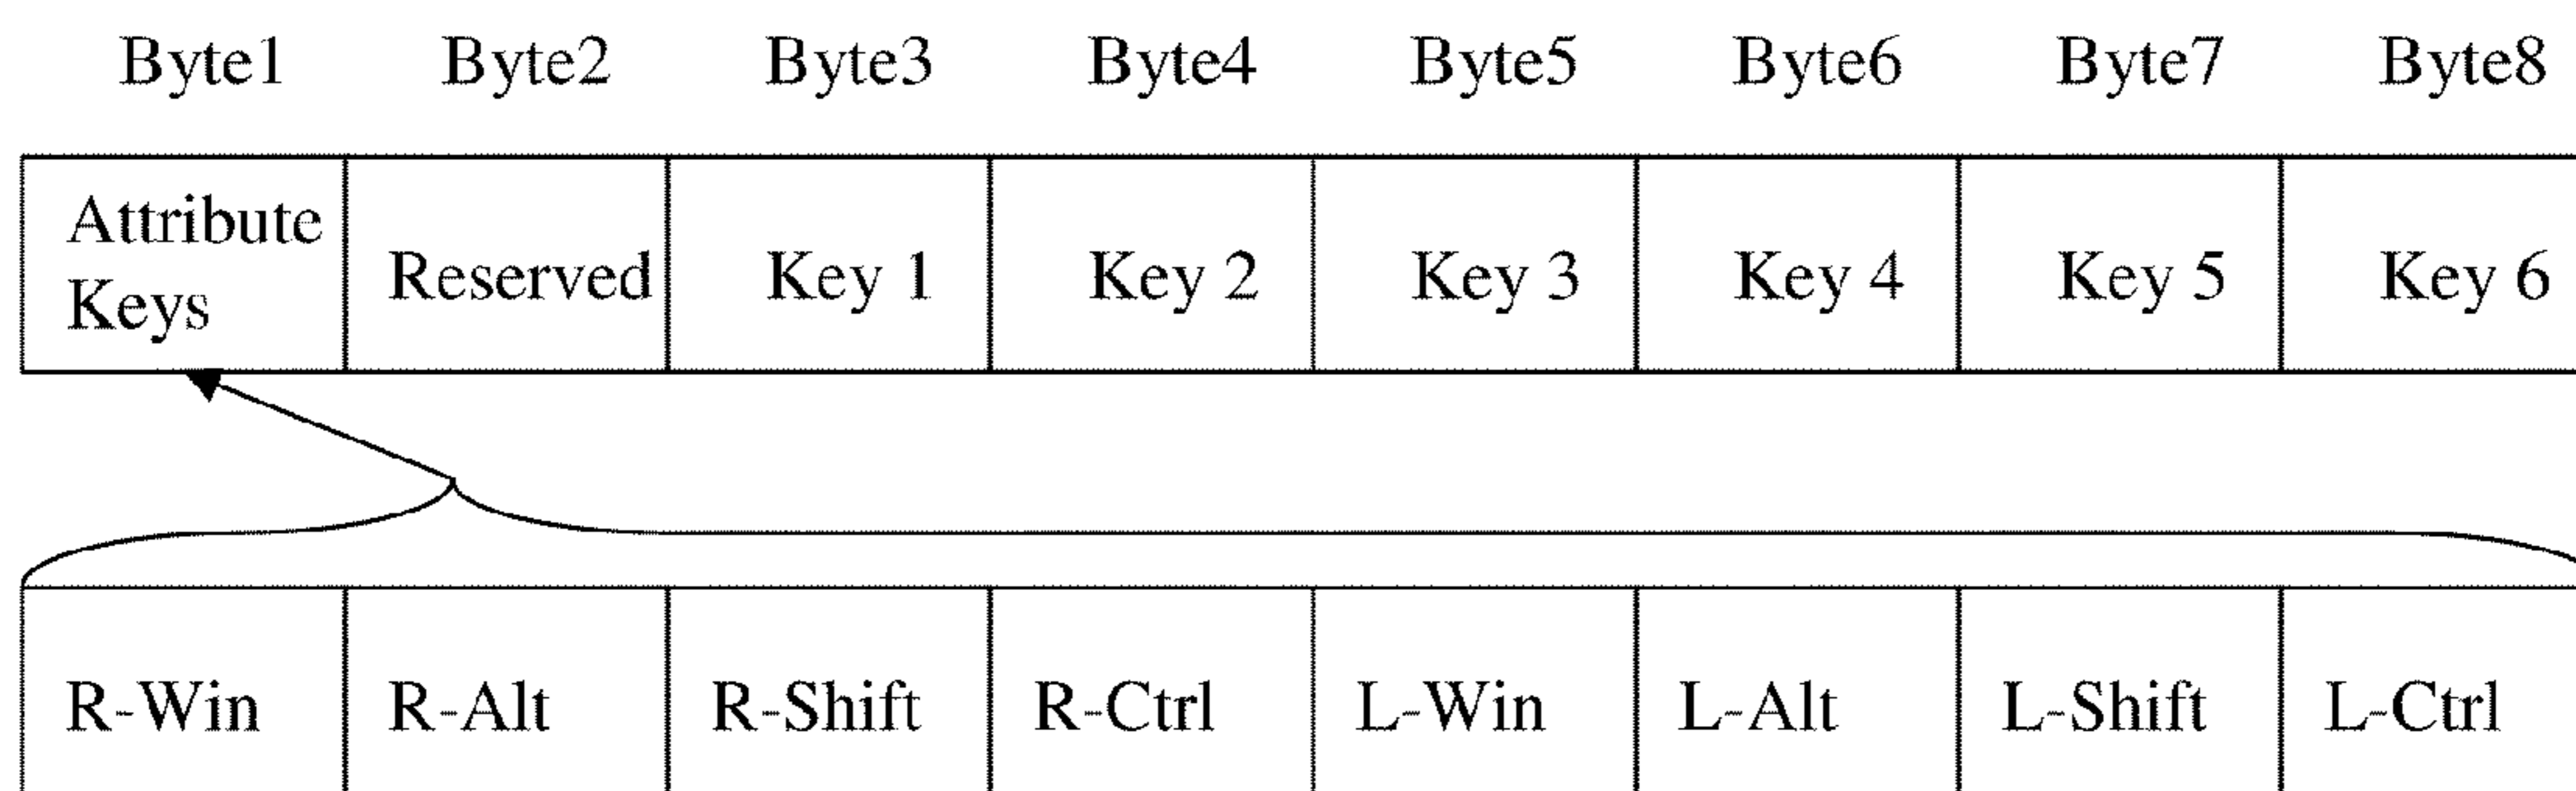 Byte1 Byte2 Byte3 Byte4 Byte5 Byte6 Byte7 Byte8
Attribute Keys Reserved Key 1 Key 2 Key 3 Key 4 Key 5 Key 6
R-Win R-Alt R-Shift R-Ctrl L-Win L-Alt L-Shift L-Ctrl